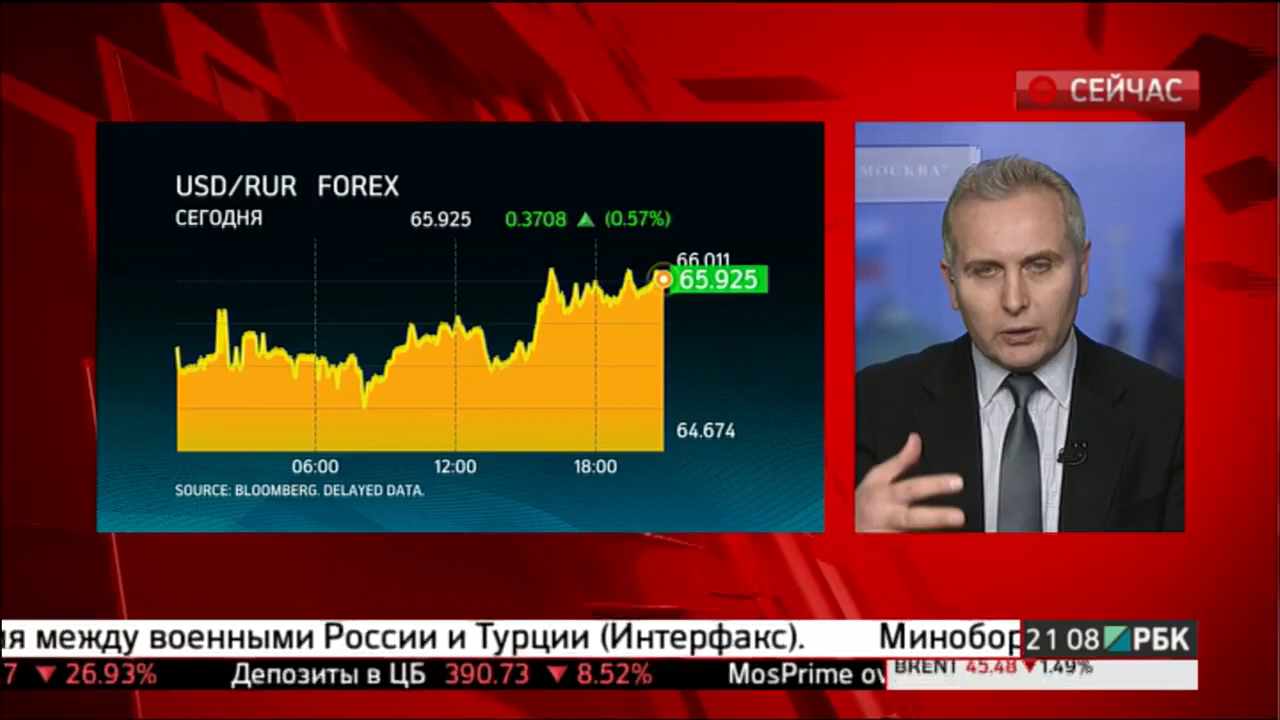 СЕЙЧАС
МОСКВА"
USD/RUR FOREX
СЕГОДНЯ 65.925 0.3708 ▲ (0.57%)
66.011
65.925
64.674
06:00 12:00 18:00
SOURCE: BLOOMBERG. DELAYED DATA.
ия между военными России и Турции (Интерфакс). Минобор 21 08 РБК
7 ▼ 26.93% Депозиты в ЦБ 390.73 ▼ 8.52% MosPrime ov
BRENT 45.48 ▼ 1.49%